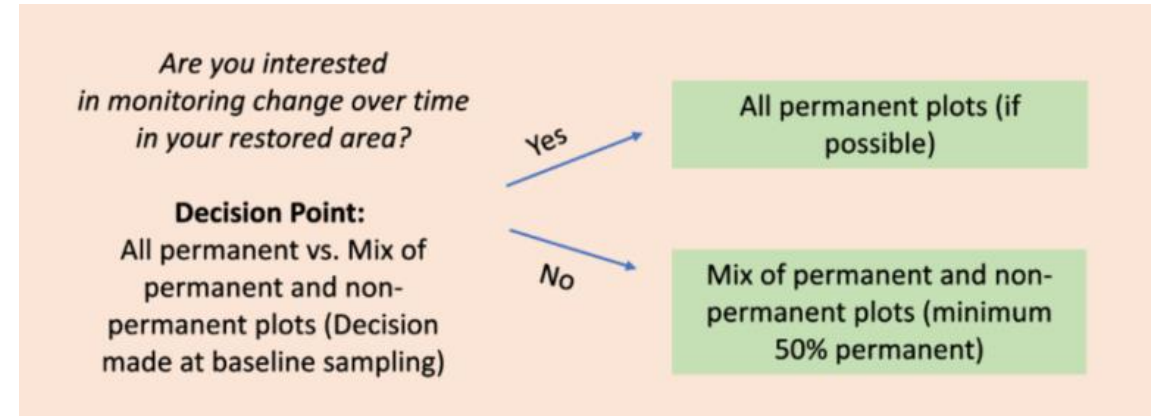 Are you interested
in monitoring change over time
in your restored area?
Decision Point:
All permanent vs. Mix of
permanent and non-
permanent plots (Decision
made at baseline sampling)
Yes
No
All permanent plots (if
possible)
Mix of permanent and non-
permanent plots (minimum
50% permanent)